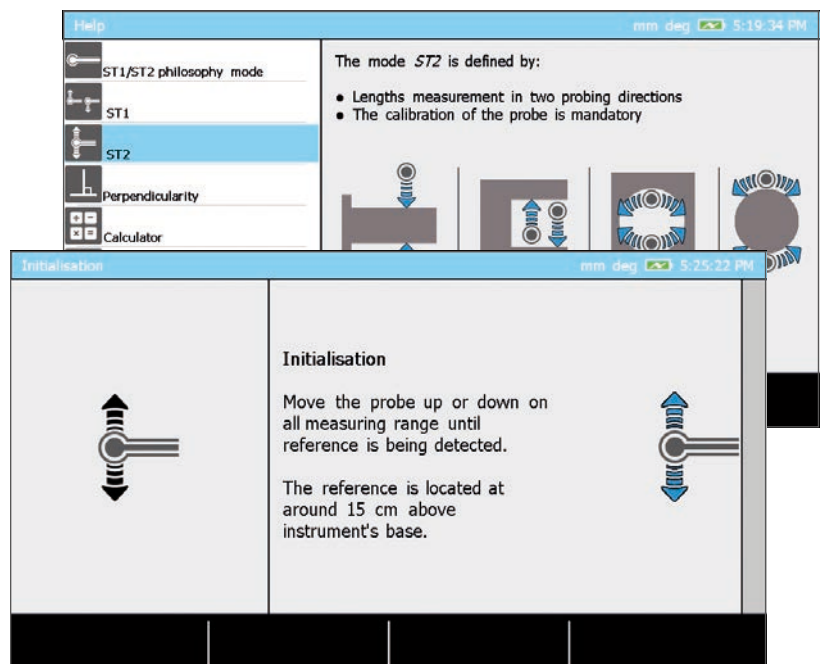 Help
mm deg 5:19:34 PM
ST1/ST2 philosophy mode
ST1
ST2
Perpendicularity
Calculator
The mode ST2 is defined by:
● Lengths measurement in two probing directions
● The calibration of the probe is mandatory
Initialisation
mm deg 5:25:22 PM
Initialisation
Move the probe up or down on
all measuring range until
reference is being detected.
The reference is located at
around 15 cm above
instrument's base.